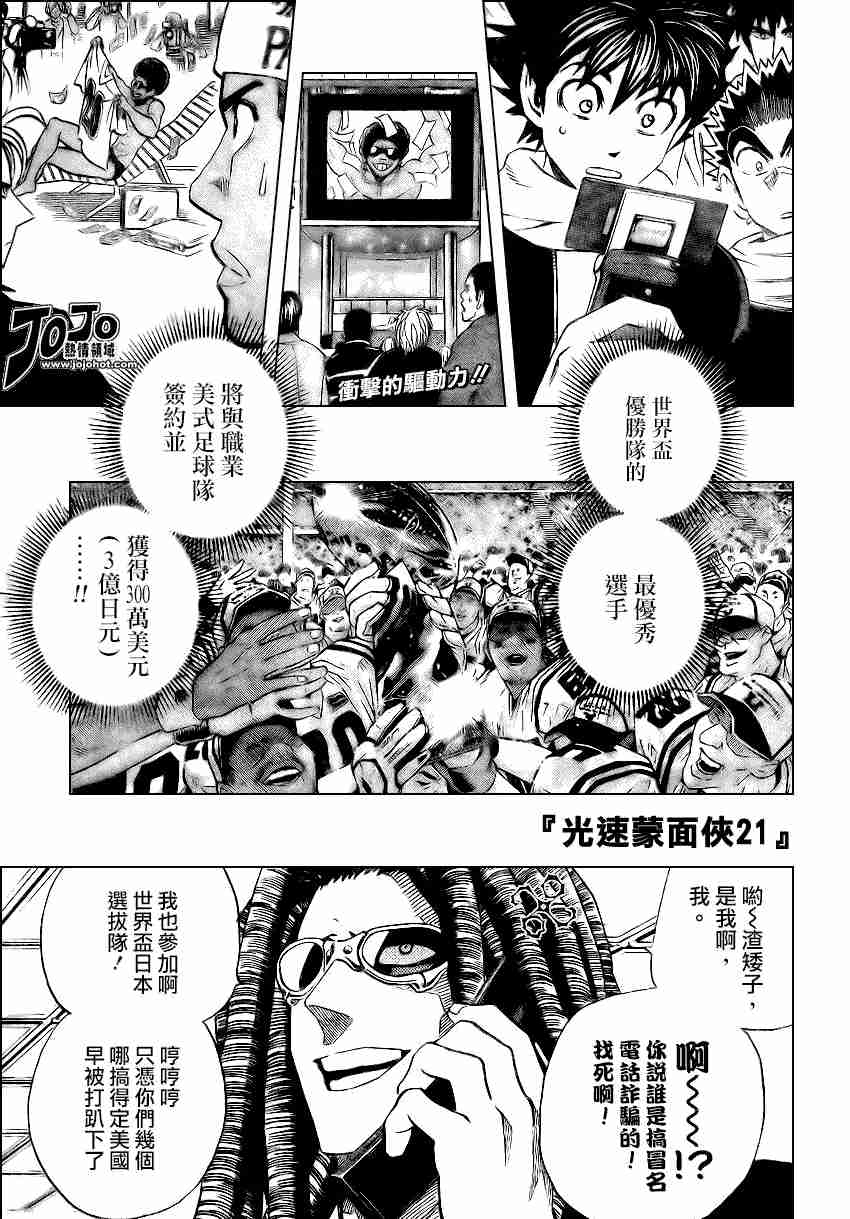 世界盃
優勝隊的
最優秀
選手
衝擊的驅動力!!
將與職業
美式足球隊
簽約並
獲得300萬美元
(3億日元)
……!!
JOJO
熱情領域
www.jojohot.com
『光速蒙面俠21』
喲~渣矮子,
是我啊,
我。
啊~~~~!?
你說誰是搞冒名
電話詐騙的!
找死啊!
我也參加啊
世界盃日本
選拔隊!
哼哼哼
只憑你們幾個
哪搞得定美國
早被打趴下了